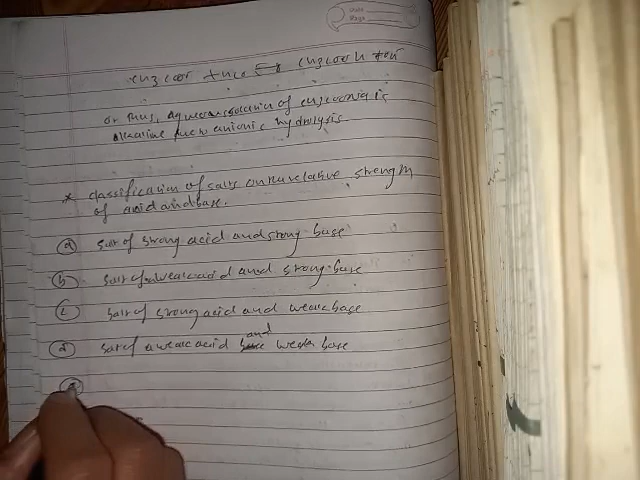 Date
Page
CH3COO- + H2O ⇌ CH3COOH + OH-
or thus, aqueous solution of CH3COONa is
alkaline due to anionic hydrolysis
* classification of salts on relative strength
of acid and base.
(a) salt of strong acid and strong base
(b) salt of weak acid and strong base
(c) salt of strong acid and weak base
(d) salt of a weak acid and weak base